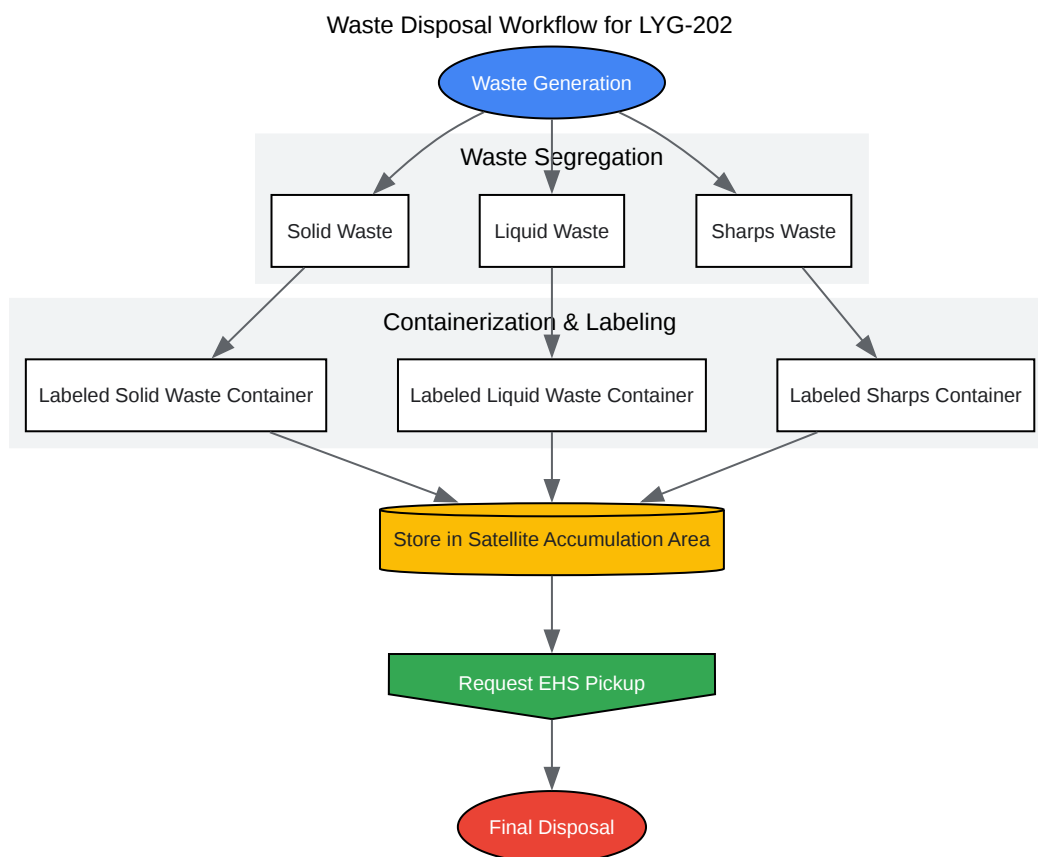 Waste Disposal Workflow for LYG-202
Waste Generation
Waste Segregation
Solid Waste
Liquid Waste
Sharps Waste
Containerization & Labeling
Labeled Solid Waste Container
Labeled Liquid Waste Container
Labeled Sharps Container
Store in Satellite Accumulation Area
Request EHS Pickup
Final Disposal